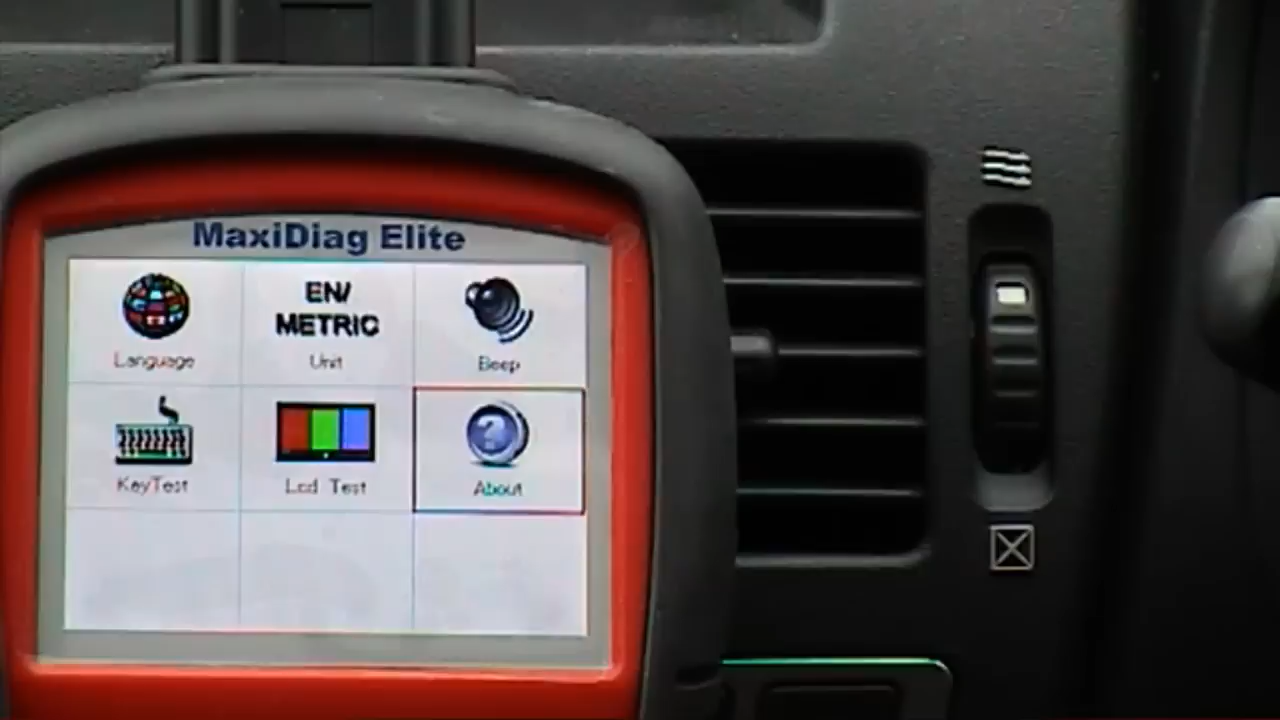 MaxiDiag Elite
EN/
METRIC
Language
Unit
Beep
KeyTest
Lcd Test
About